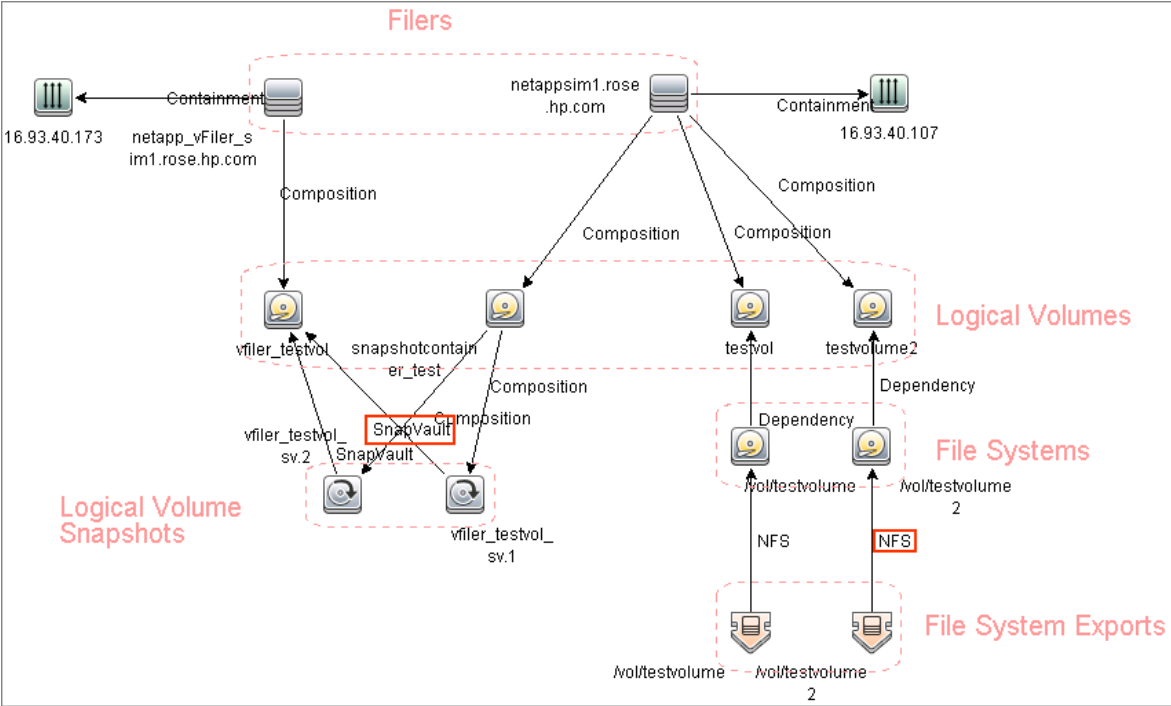 Filers
16.93.40.173
Containment
netapp_vFiler_s
im1.rose.hp.com
netappsim1.rose
.hp.com
Containment
16.93.40.107
Composition
Composition
Composition
Composition
Logical Volumes
vfiler_testvol
snapshotcontain
er_test
testvol
testvolume2
Composition
Composition
SnapVault
SnapVault
Dependency
Dependency
vfiler_testvol_
sv.2
File Systems
/vol/testvolume
/vol/testvolume
2
Logical Volume
Snapshots
vfiler_testvol_
sv.1
NFS
NFS
File System Exports
/vol/testvolume
/vol/testvolume
2